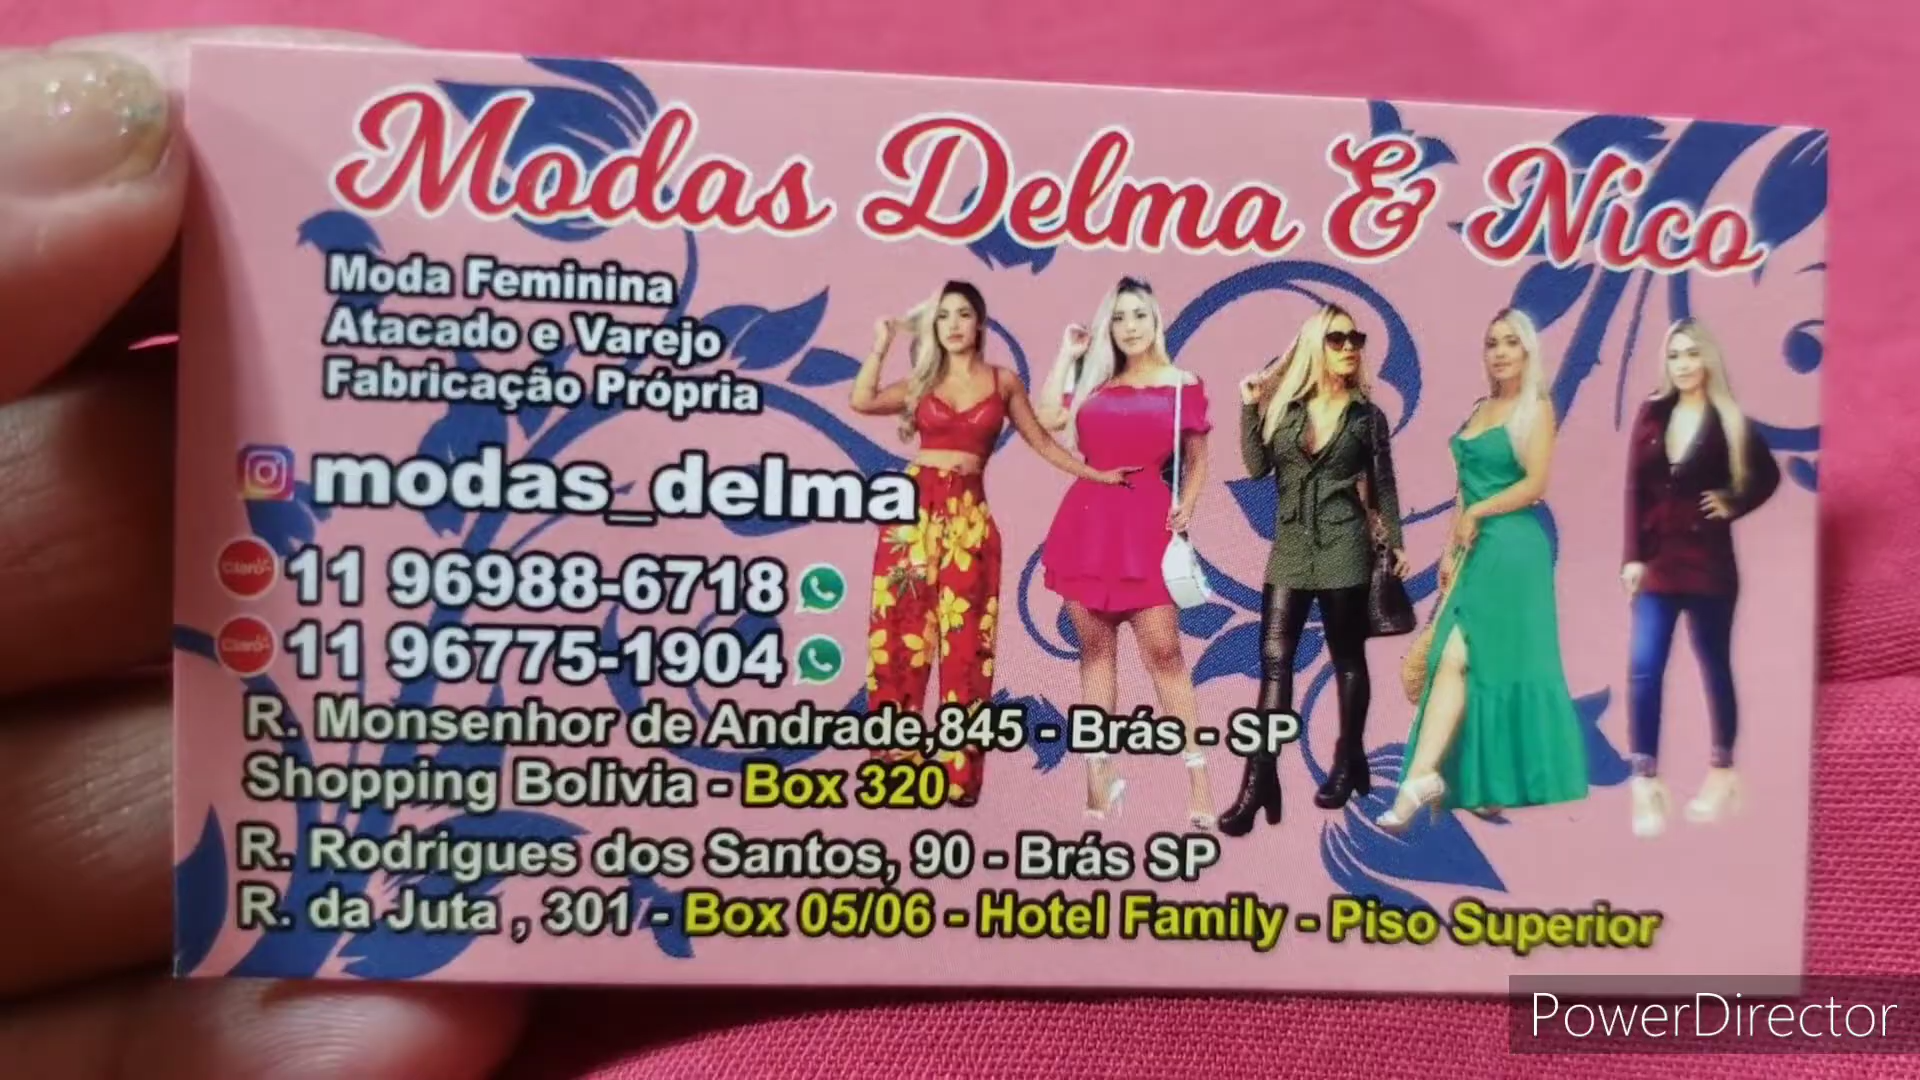 Modas Delma & Nico
Moda Feminina
Atacado e Varejo
Fabricação Própria
modas_delma
Claro 11 96988-6718
Claro 11 96775-1904
R. Monsenhor de Andrade,845 - Brás - SP
Shopping Bolivia - Box 320
R. Rodrigues dos Santos, 90 - Brás SP
R. da Juta , 301 - Box 05/06 - Hotel Family - Piso Superior
PowerDirector